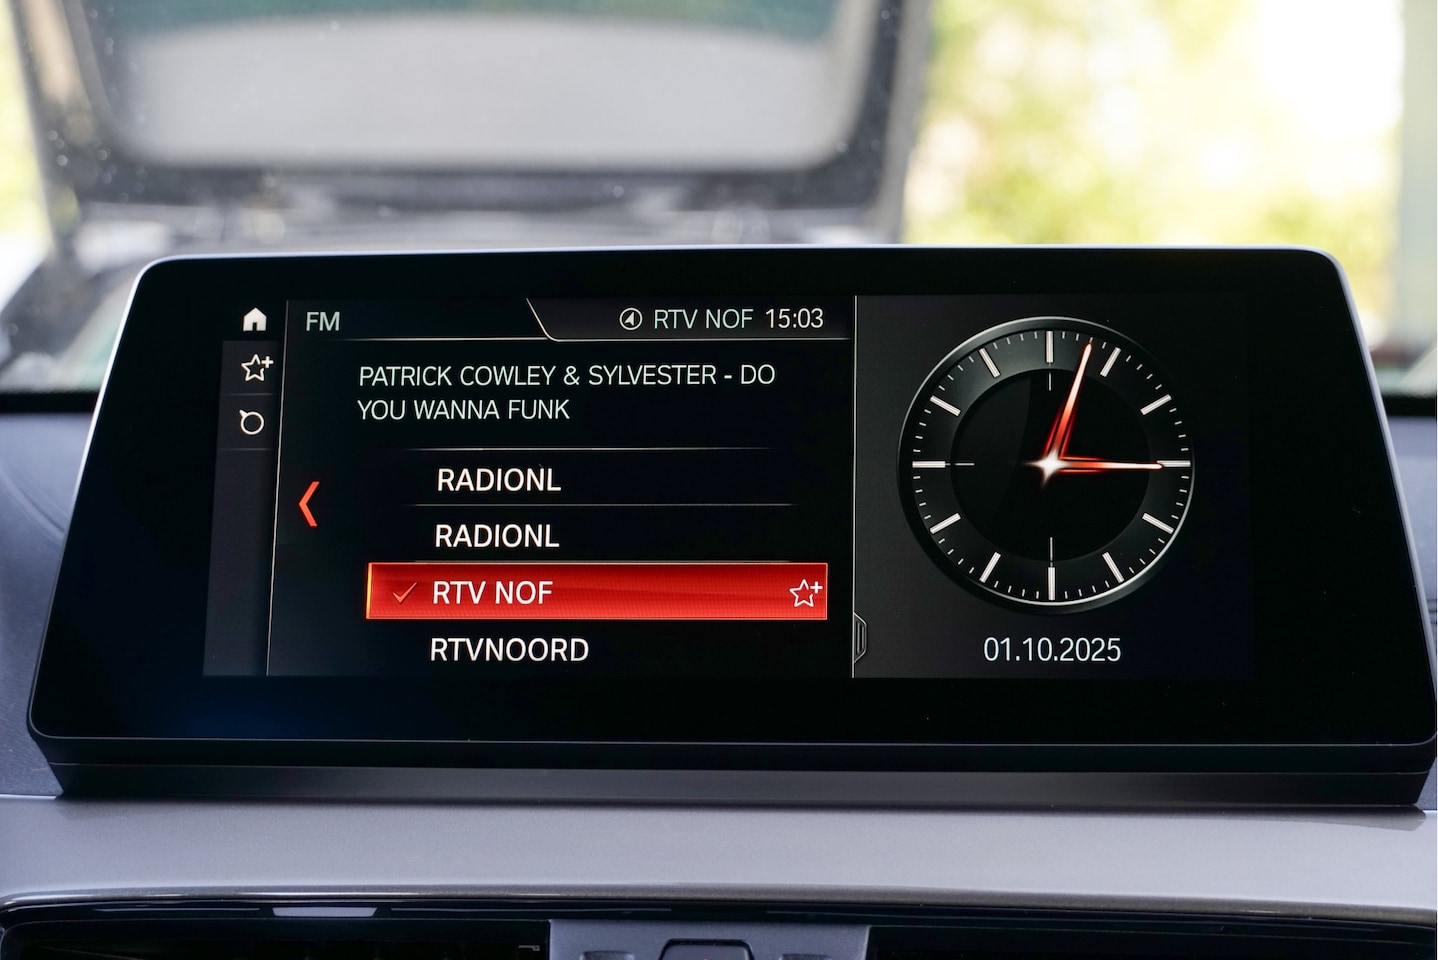 FM
RTV NOF 15:03
PATRICK COWLEY & SYLVESTER - DO
YOU WANNA FUNK
RADIONL
RADIONL
RTV NOF
RTVNOORD
01.10.2025